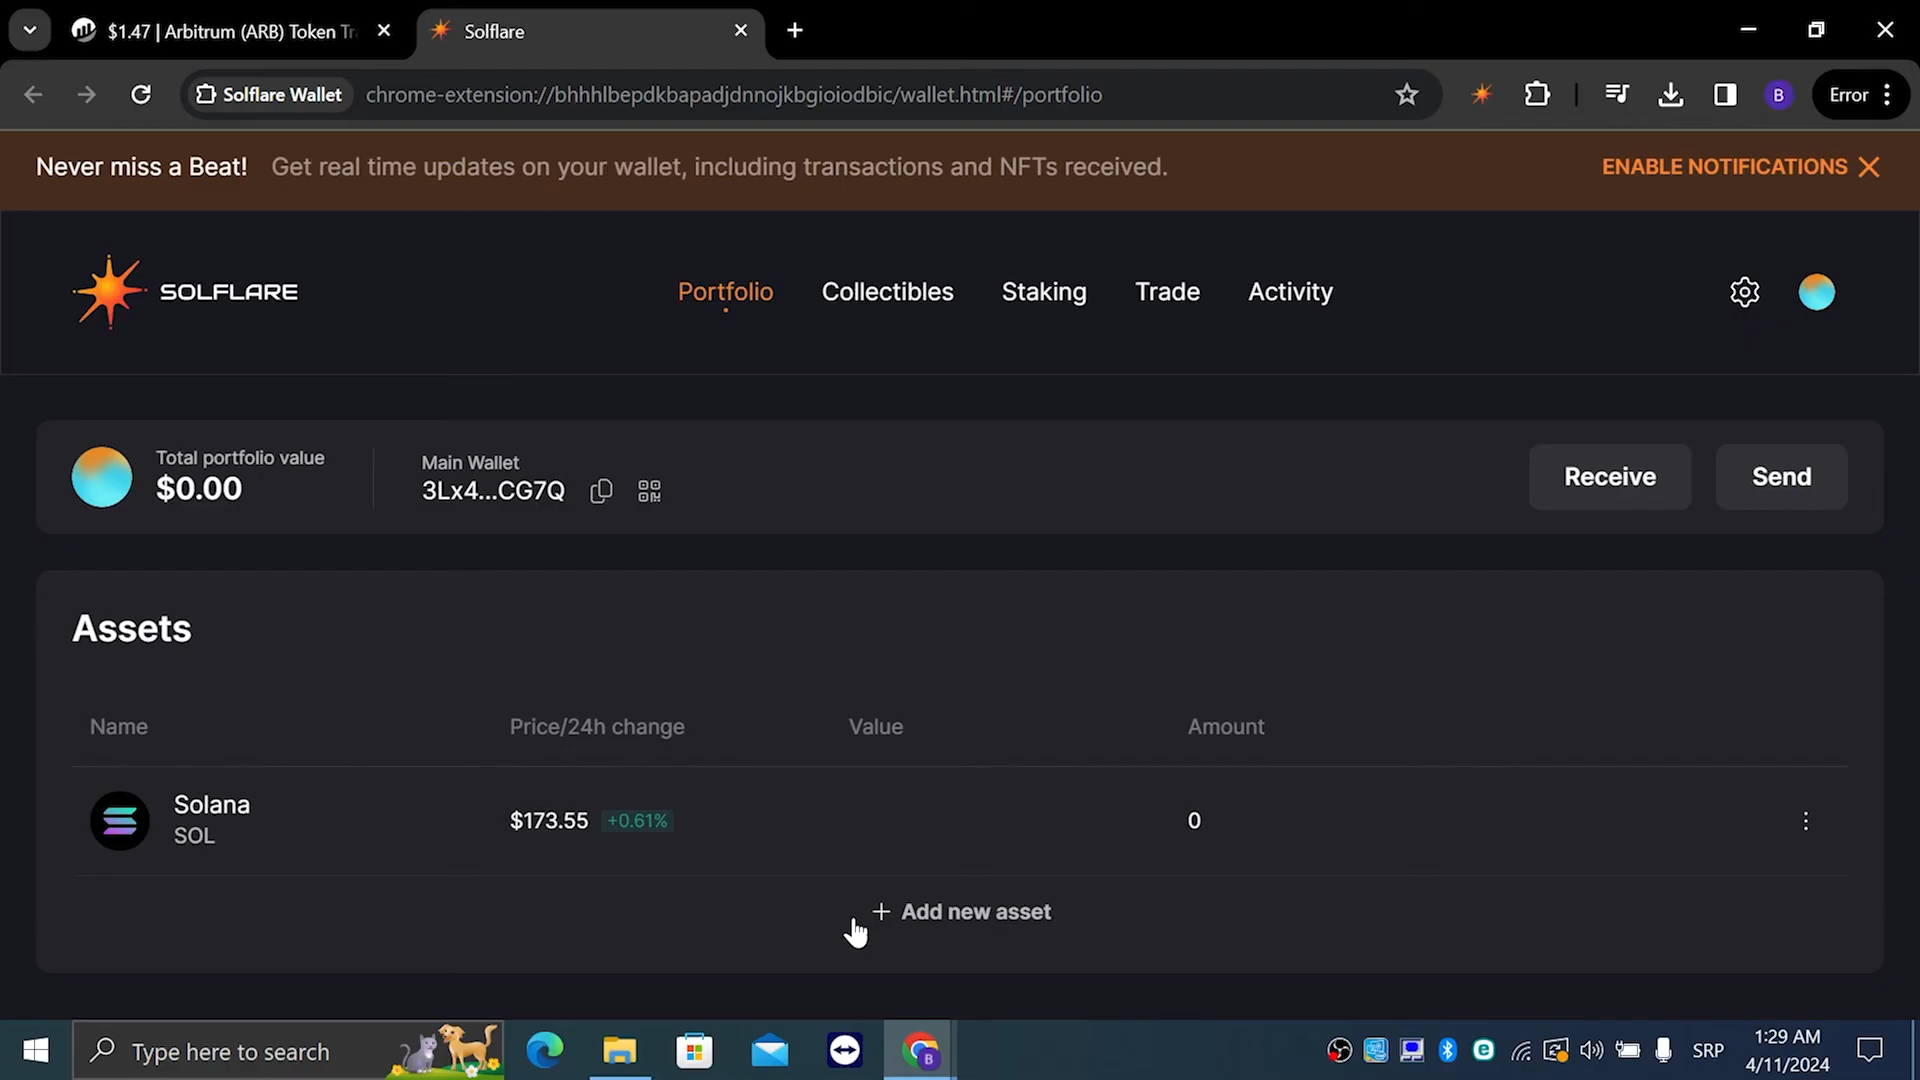 $1.47 | Arbitrum (ARB) Token Tr
Solflare
Solflare Wallet
chrome-extension://bhhhlbepdkbapadjdnnojkbgioiodbic/wallet.html#/portfolio
B
Error
Never miss a Beat! Get real time updates on your wallet, including transactions and NFTs received.
ENABLE NOTIFICATIONS
SOLFLARE
Portfolio
Collectibles
Staking
Trade
Activity
Total portfolio value
$0.00
Main Wallet
3Lx4...CG7Q
Receive
Send
Assets
Name
Price/24h change
Value
Amount
Solana
SOL
$173.55 +0.61%
0
+ Add new asset
Type here to search
B
SRP
1:29 AM
4/11/2024